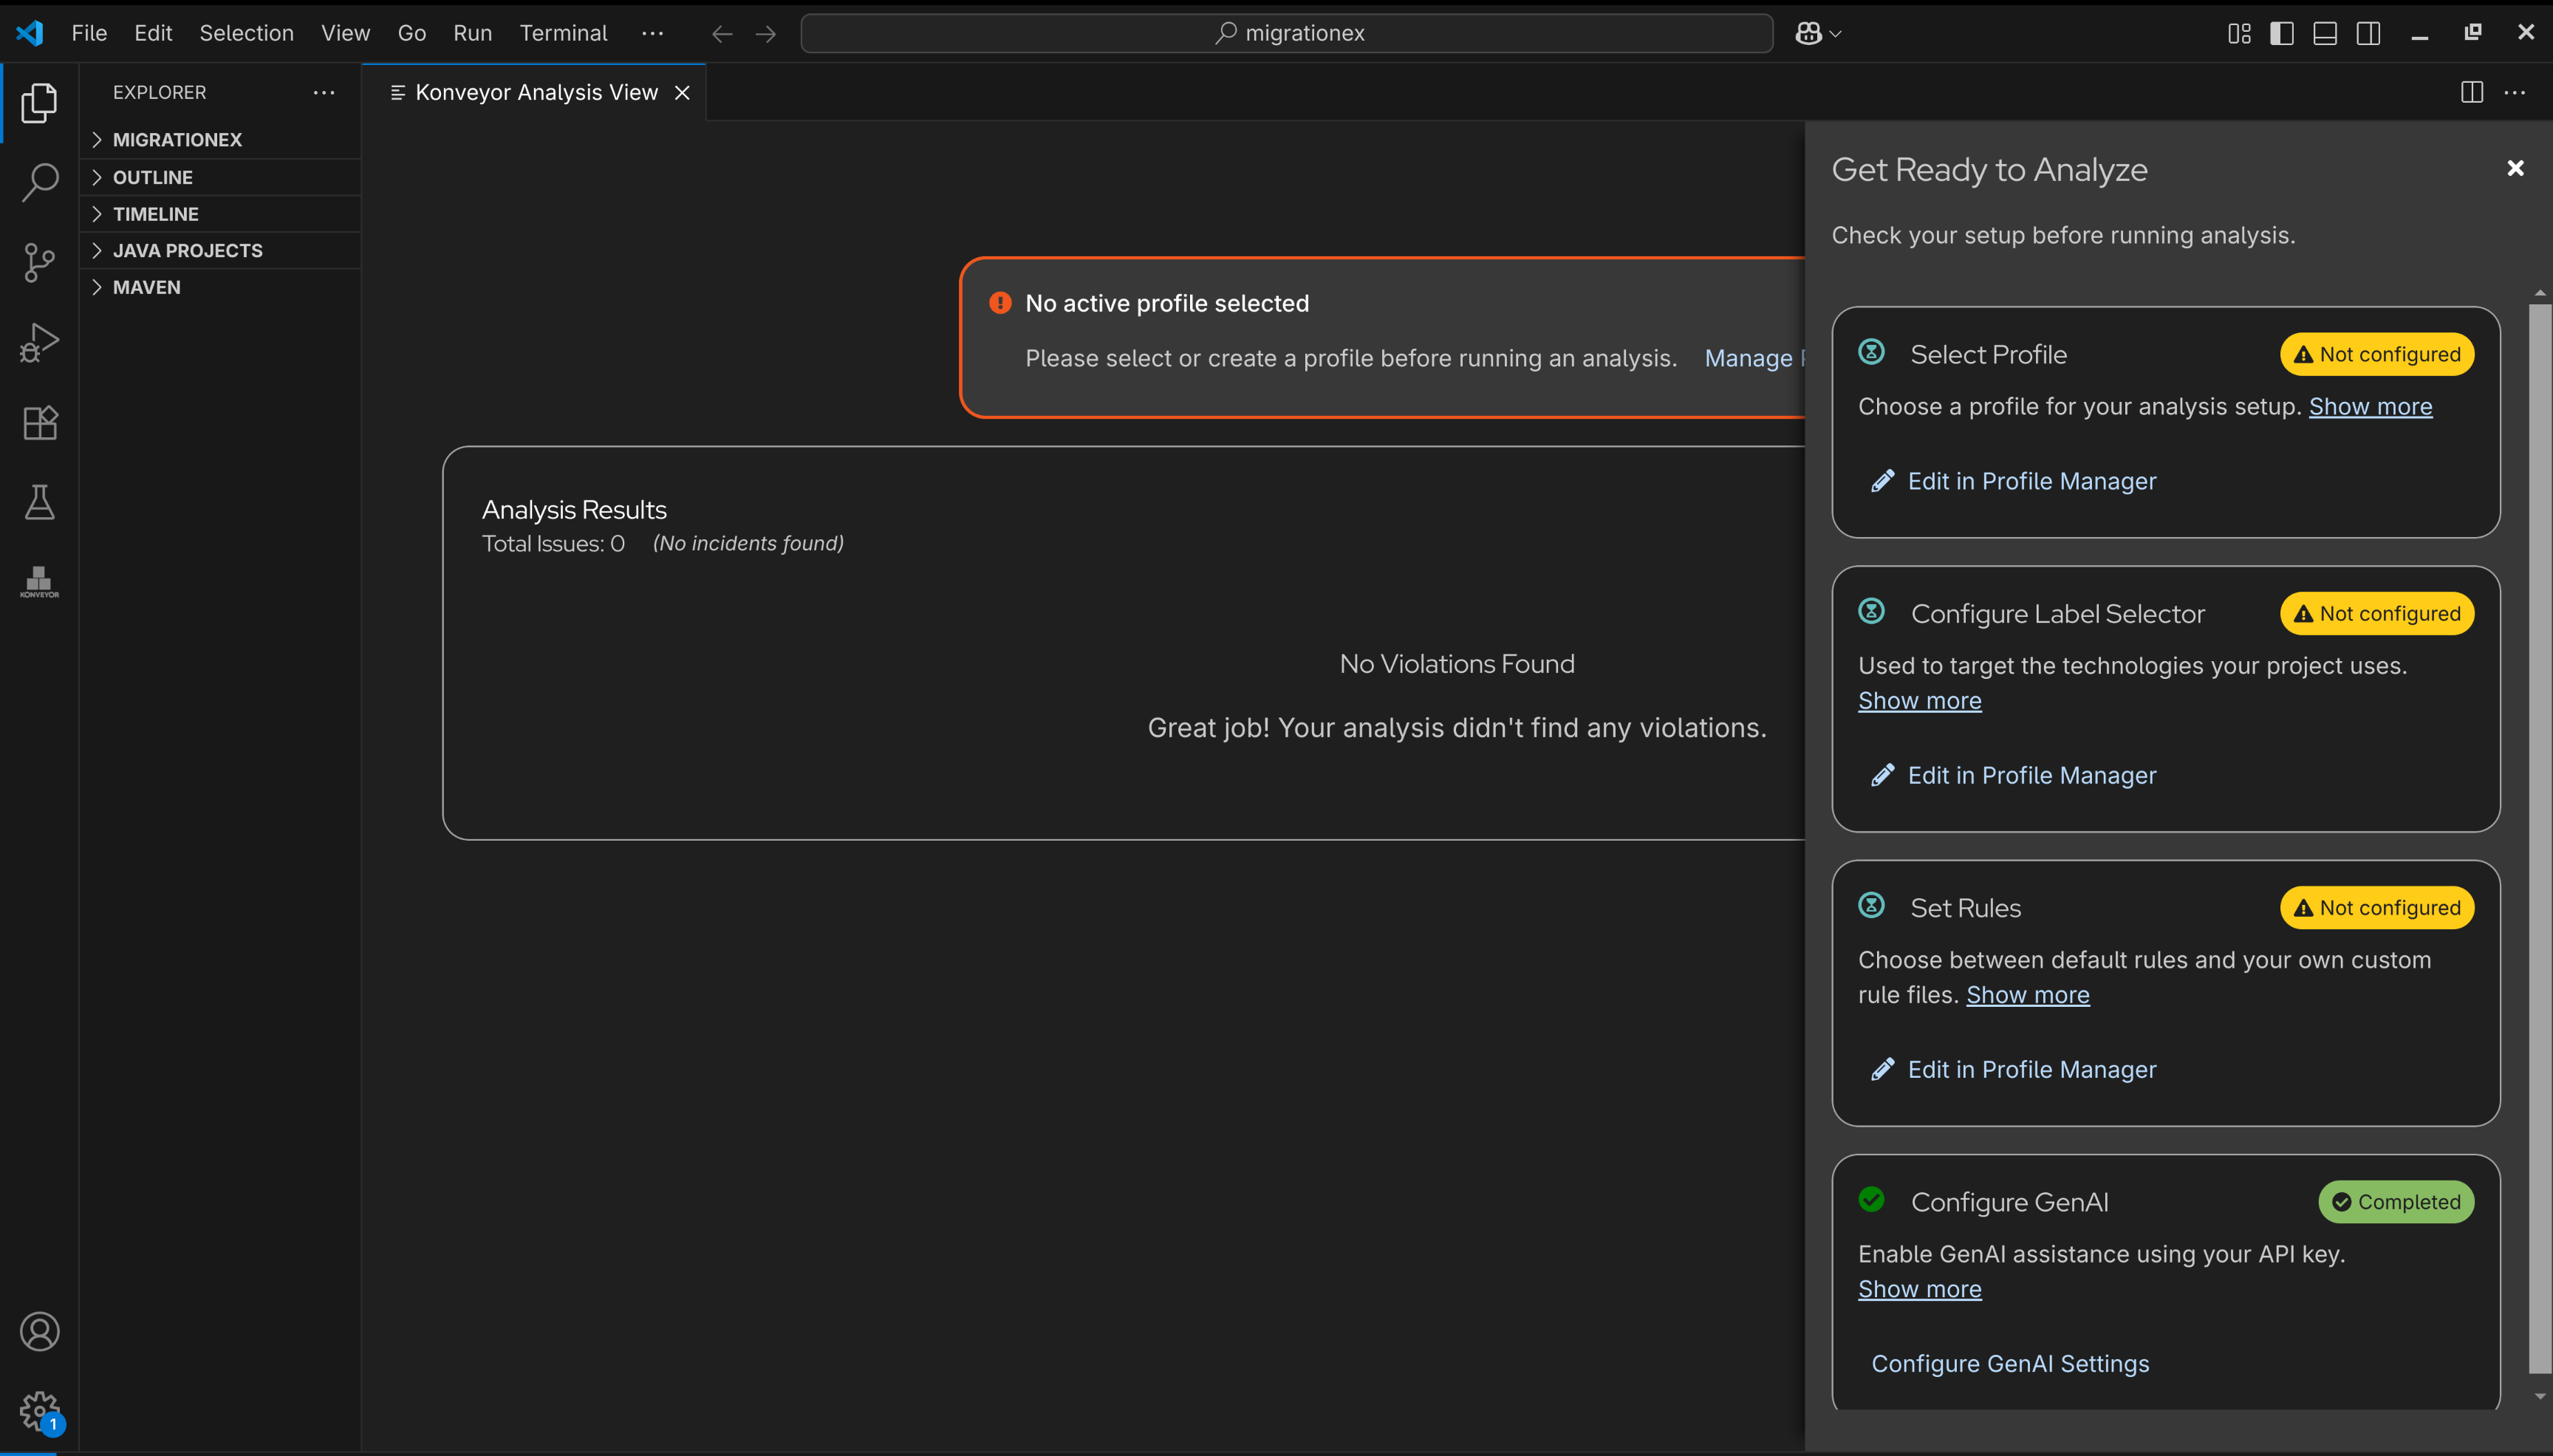 File Edit Selection View Go Run Terminal ··· migrationex
EXPLORER
MIGRATIONEX
OUTLINE
TIMELINE
JAVA PROJECTS
MAVEN
KONVEYOR
1
Konveyor Analysis View
No active profile selected
Please select or create a profile before running an analysis. Manage
Analysis Results
Total Issues: 0 (No incidents found)
No Violations Found
Great job! Your analysis didn't find any violations.
Get Ready to Analyze
Check your setup before running analysis.
Select Profile Not configured
Choose a profile for your analysis setup. Show more
Edit in Profile Manager
Configure Label Selector Not configured
Used to target the technologies your project uses.
Show more
Edit in Profile Manager
Set Rules Not configured
Choose between default rules and your own custom
rule files. Show more
Edit in Profile Manager
Configure GenAI Completed
Enable GenAI assistance using your API key.
Show more
Configure GenAI Settings